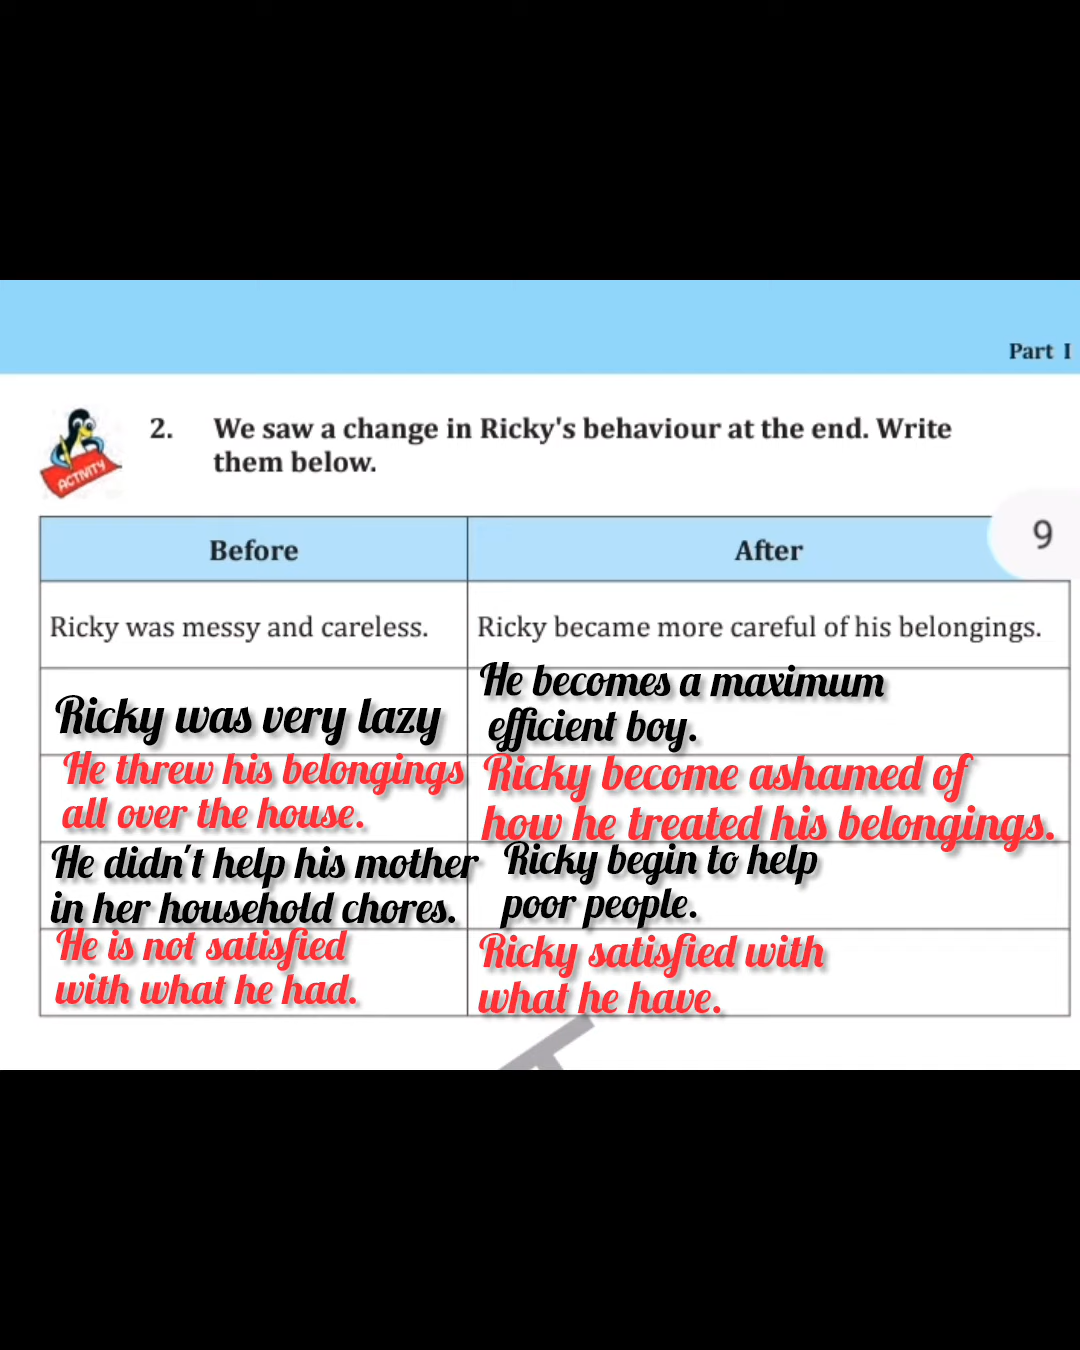 Part I
ACTIVITY
2. We saw a change in Ricky's behaviour at the end. Write
them below.
9
Before After
Ricky was messy and careless. Ricky became more careful of his belongings.
Ricky was very lazy
He becomes a maximum
efficient boy.
He threw his belongings
all over the house.
Ricky become ashamed of
how he treated his belongings.
He didn't help his mother
in her household chores.
Ricky begin to help
poor people.
He is not satisfied
with what he had.
Ricky satisfied with
what he have.